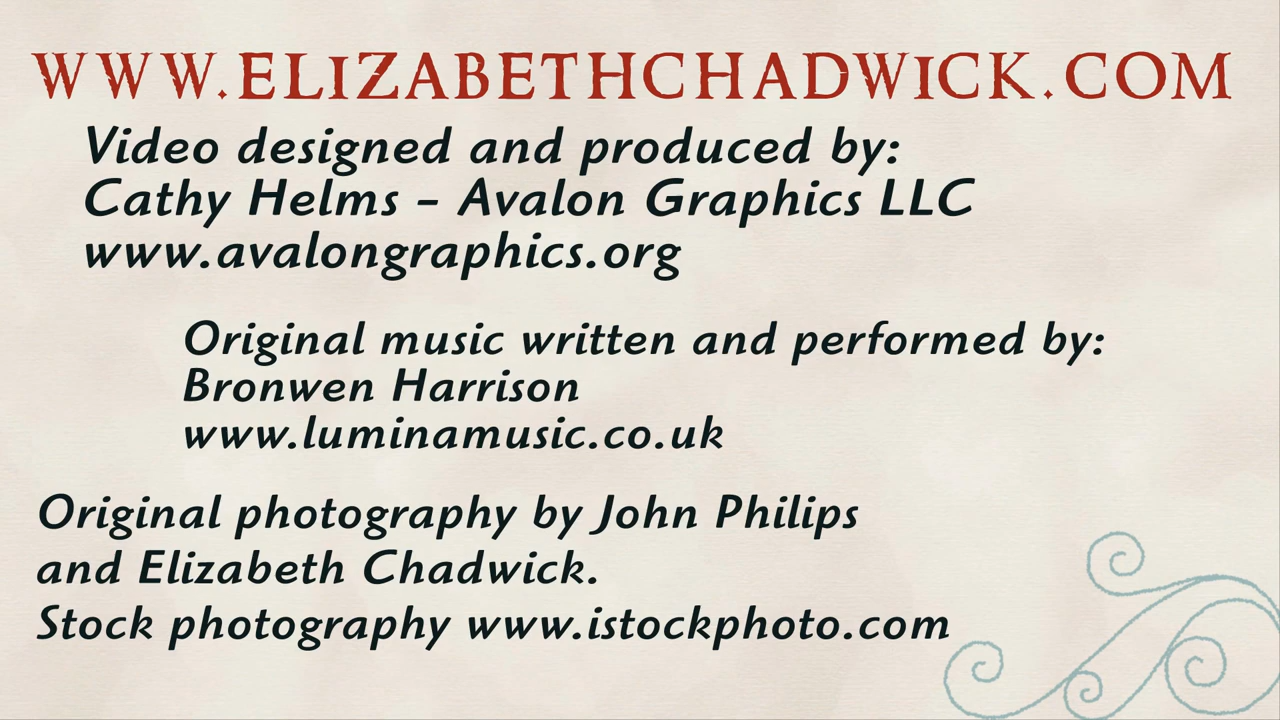 WWW.ELIZABETHCHADWICK.COM
Video designed and produced by:
Cathy Helms – Avalon Graphics LLC
www.avalongraphics.org
Original music written and performed by:
Bronwen Harrison
www.luminamusic.co.uk
Original photography by John Philips
and Elizabeth Chadwick.
Stock photography www.istockphoto.com